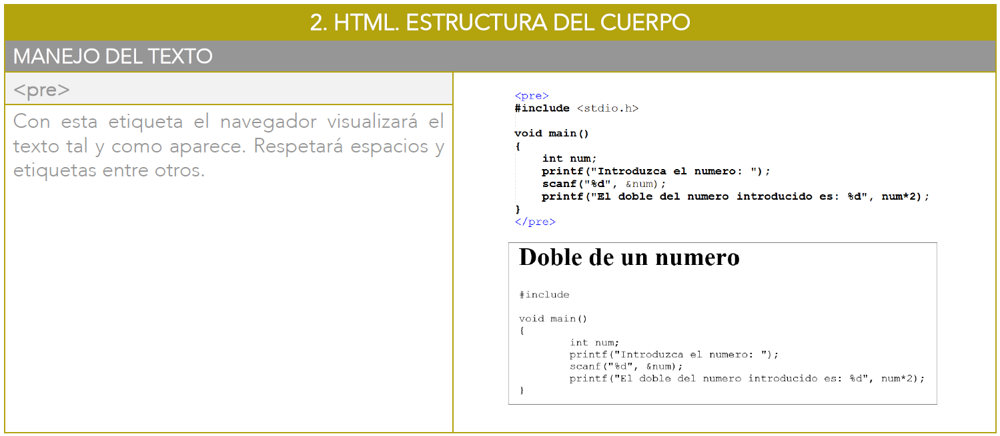 2. HTML. ESTRUCTURA DEL CUERPO
MANEJO DEL TEXTO
<pre>
Con esta etiqueta el navegador visualizará el
texto tal y como aparece. Respetará espacios y
etiquetas entre otros.
<pre>
#include <stdio.h>
void main()
{
int num;
printf("Introduzca el numero: ");
scanf("%d", &num);
printf("El doble del numero introducido es: %d", num*2);
}
</pre>
Doble de un numero
#include
void main()
{
int num;
printf("Introduzca el numero: ");
scanf("%d", &num);
printf("El doble del numero introducido es: %d", num*2);
}